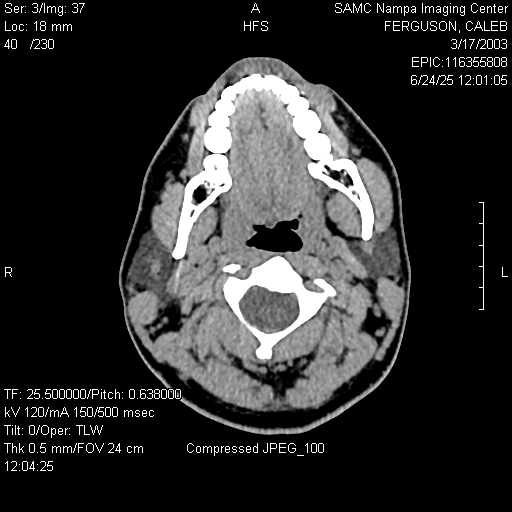 Ser: 3/Img: 37
Loc: 18 mm
40 /230
A
HFS
SAMC Nampa Imaging Center
FERGUSON, CALEB
3/17/2003
EPIC:116355808
6/24/25 12:01:05
R
L
TF: 25.500000/Pitch: 0.638000
kV 120/mA 150/500 msec
Tilt: 0/Oper: TLW
Thk 0.5 mm/FOV 24 cm
12:04:25
Compressed JPEG_100